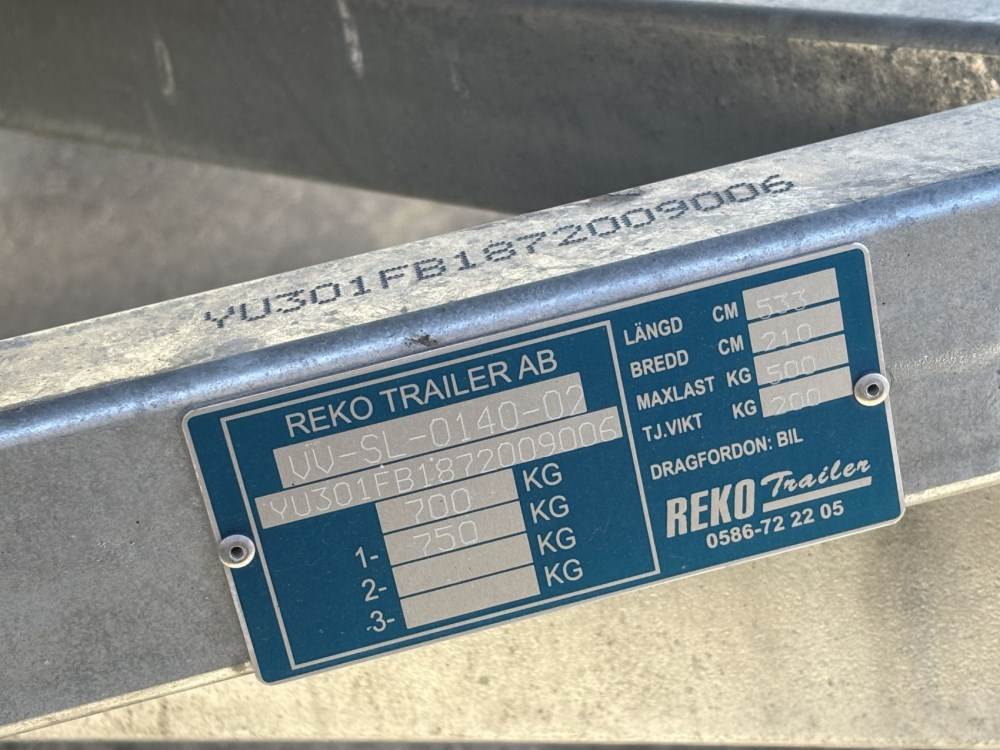 YU301FB1872009006
REKO TRAILER AB
VV-SL-0140-02
YU301FB1872009006
700 KG
1- 750 KG
2- KG
-3- KG
LÄNGD CM 533
BREDD CM 210
MAXLAST KG 500
TJ.VIKT KG 200
DRAGFORDON: BIL
REKO Trailer
0586-72 22 05